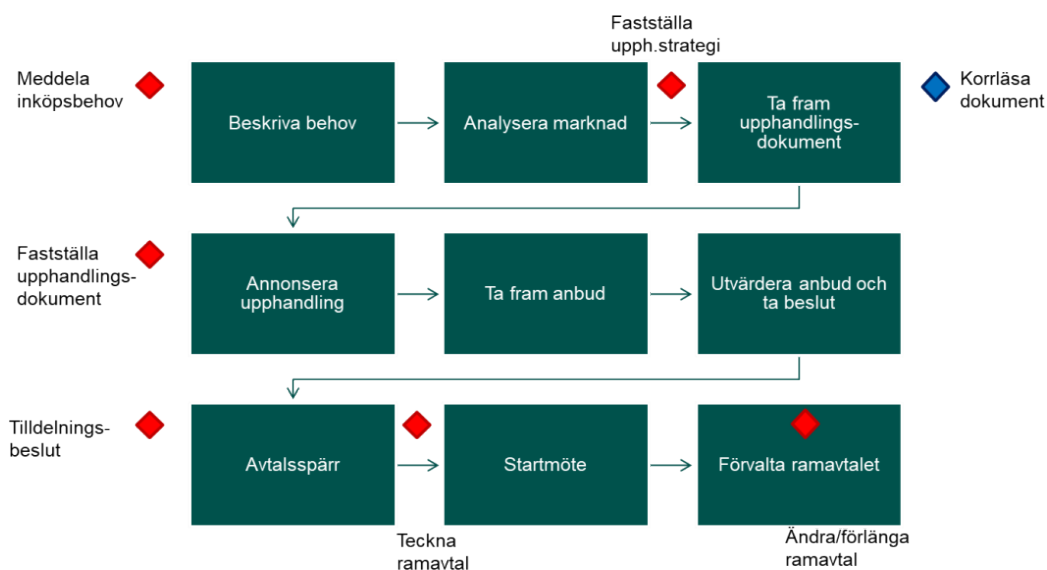 Fastställa
upph.strategi
Meddela
inköpsbehov
Korrläsa
dokument
Beskriva behov
Analysera marknad
Ta fram
upphandlings-
dokument
Fastställa
upphandlings-
dokument
Annonsera
upphandling
Ta fram anbud
Utvärdera anbud och
ta beslut
Tilldelnings-
beslut
Avtalsspärr
Startmöte
Förvalta ramavtalet
Teckna
ramavtal
Ändra/förlänga
ramavtal